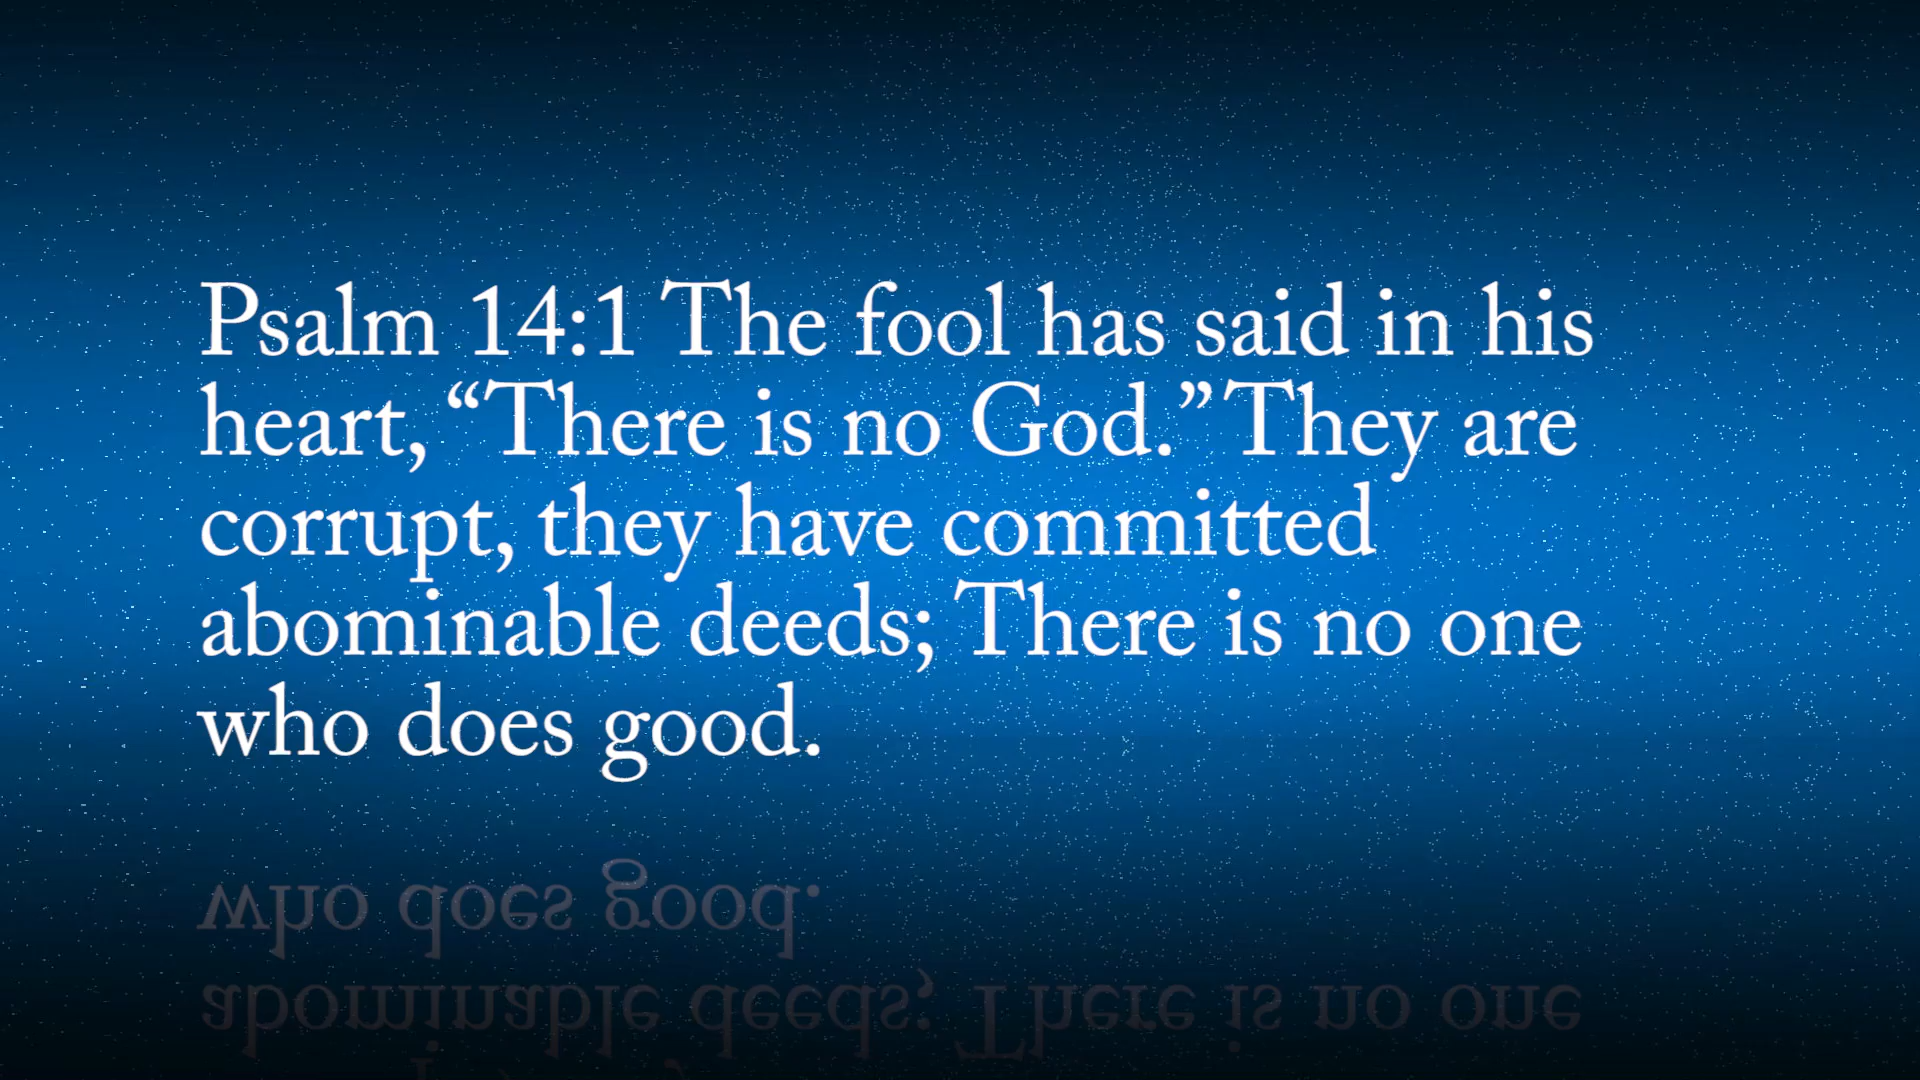 Psalm 14:1 The fool has said in his
heart, “There is no God.” They are
corrupt, they have committed
abominable deeds; There is no one
who does good.